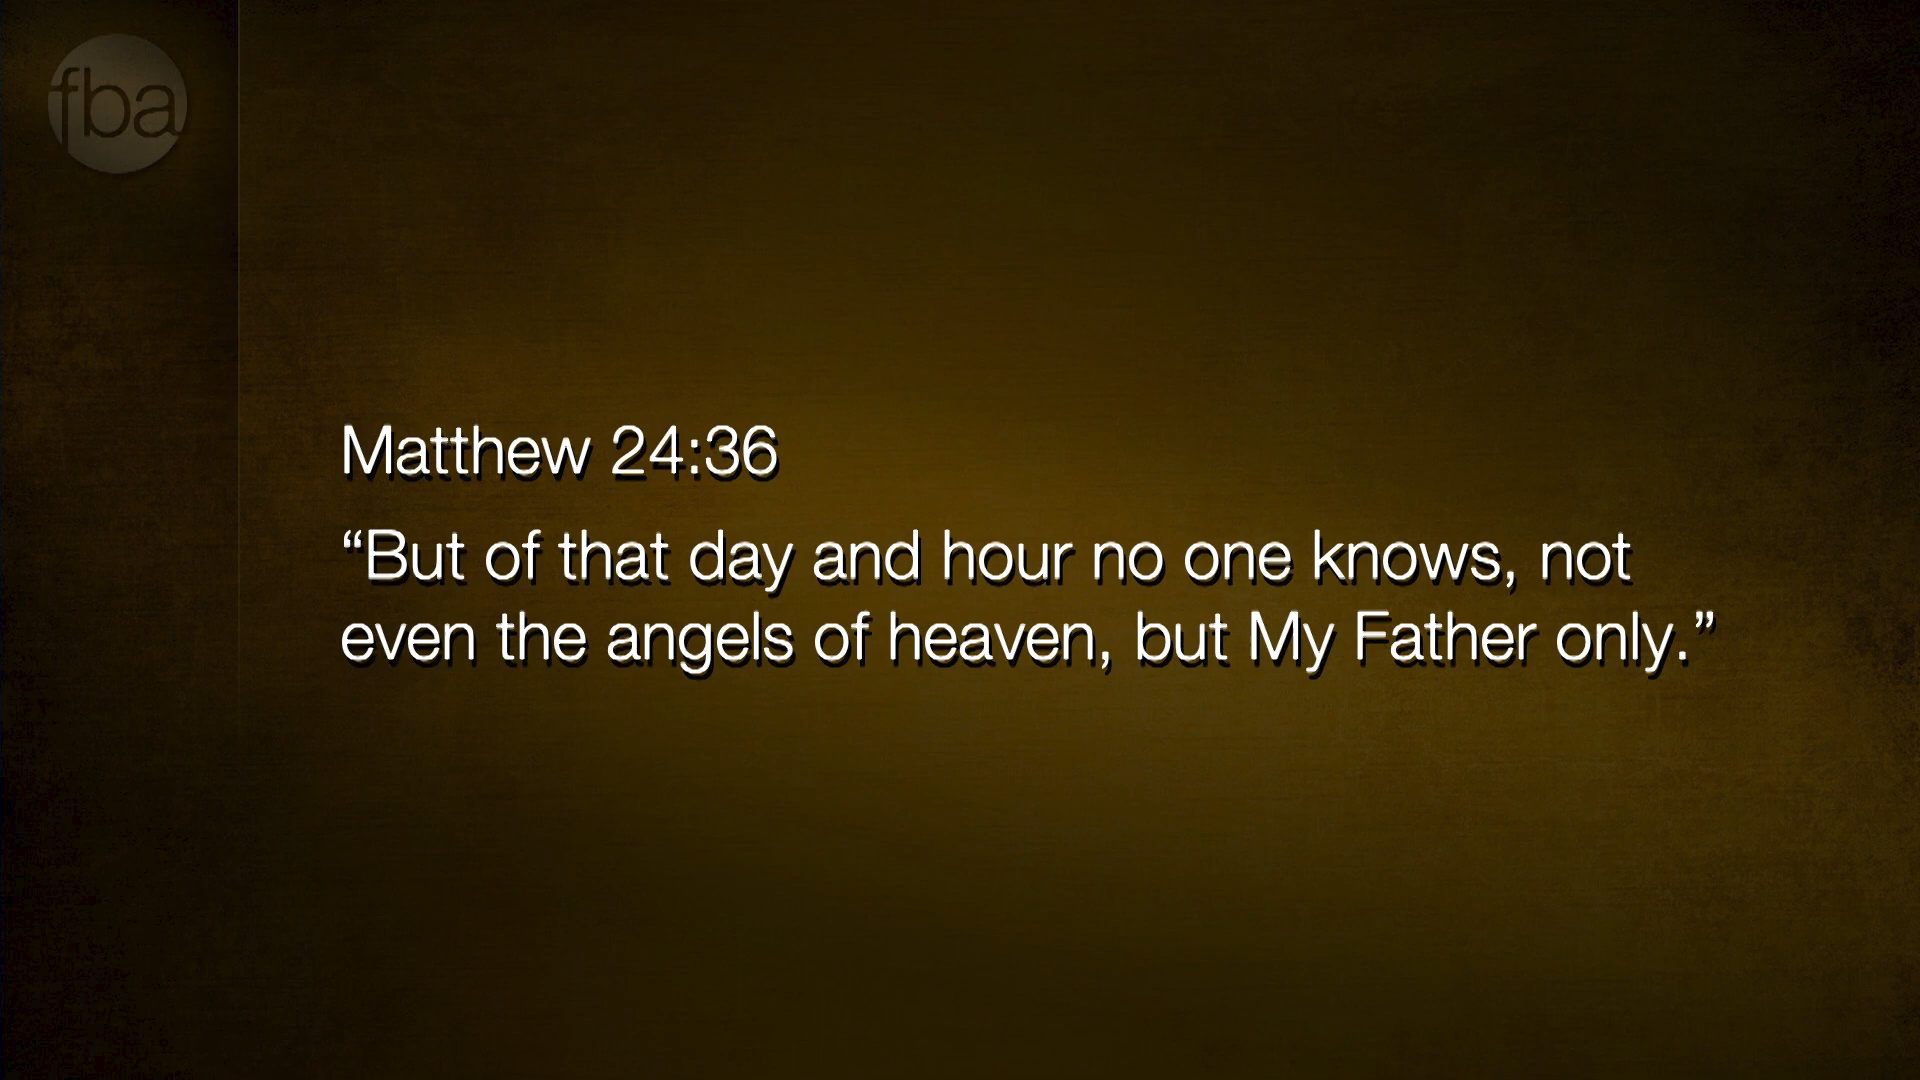 fba
Matthew 24:36
“But of that day and hour no one knows, not
even the angels of heaven, but My Father only.”